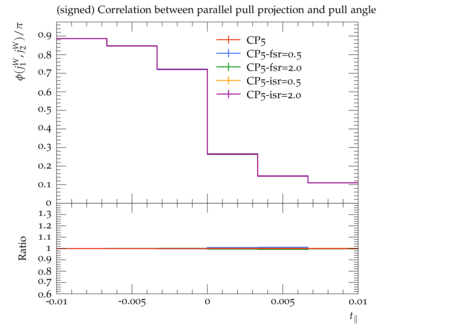 (signed) Correlation between parallel pull projection and pull angle
ϕ(j₁ᵂ, j₂ᵂ)/π
0.9
0.8
0.7
0.6
0.5
0.4
0.3
0.2
0.1
0
CP5
CP5-fsr=0.5
CP5-fsr=2.0
CP5-isr=0.5
CP5-isr=2.0
Ratio
1.3
1.2
1.1
1
0.9
0.8
0.7
0.6
-0.01 -0.005 0 0.005 0.01
t∥